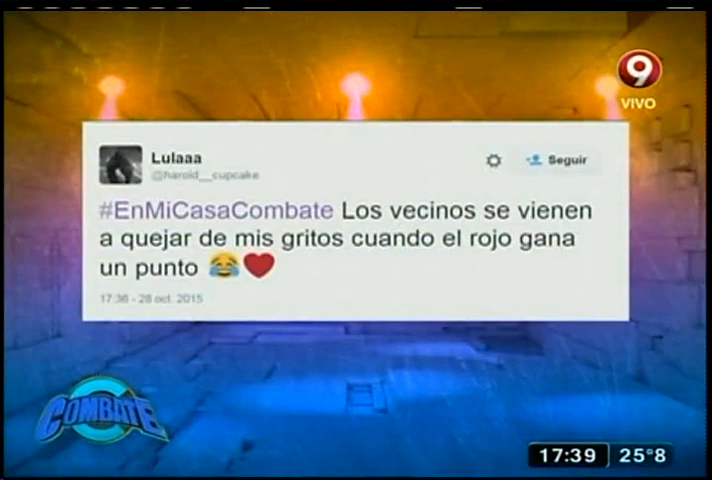 9
VIVO
Lulaaa
@harold__cupcake
Seguir
#EnMiCasaCombate Los vecinos se vienen
a quejar de mis gritos cuando el rojo gana
un punto 😂❤
17:36 - 28 oct. 2015
COMBATE
17:39 25°8